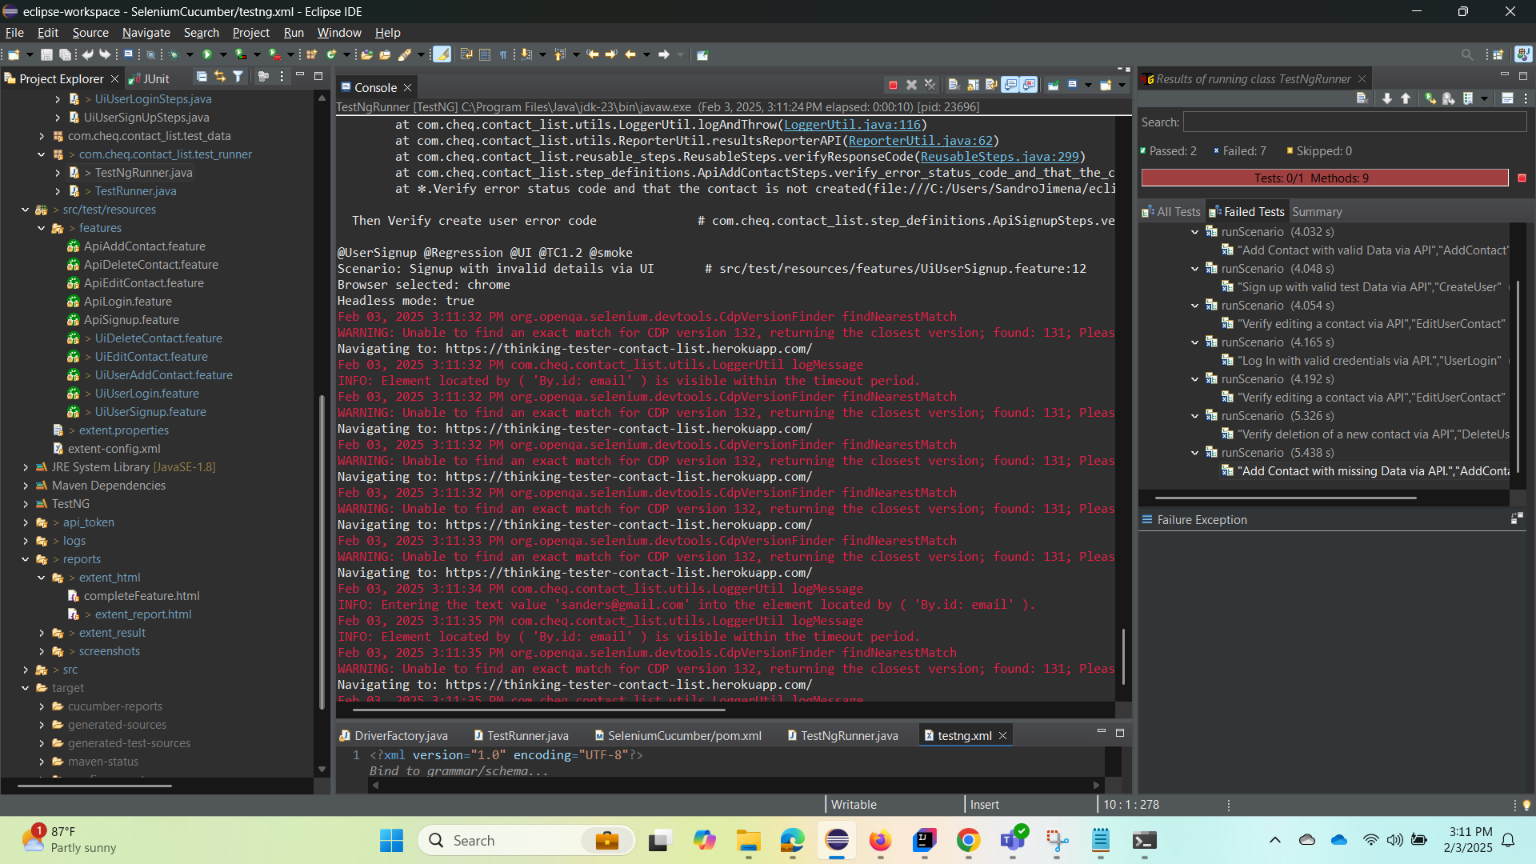 eclipse-workspace - SeleniumCucumber/testng.xml - Eclipse IDE
File Edit Source Navigate Search Project Run Window Help
Project Explorer
JUnit
> UiUserLoginSteps.java
UiUserSignUpSteps.java
com.cheq.contact_list.test_data
> com.cheq.contact_list.test_runner
> TestNgRunner.java
> TestRunner.java
> src/test/resources
> features
ApiAddContact.feature
ApiDeleteContact.feature
ApiEditContact.feature
ApiLogin.feature
ApiSignup.feature
> UiDeleteContact.feature
> UiEditContact.feature
> UiUserAddContact.feature
> UiUserLogin.feature
> UiUserSignup.feature
> extent.properties
extent-config.xml
JRE System Library [JavaSE-1.8]
Maven Dependencies
TestNG
> api_token
> logs
> reports
> extent_html
completeFeature.html
> extent_report.html
> extent_result
> screenshots
> src
target
cucumber-reports
generated-sources
generated-test-sources
maven-status
Console
TestNgRunner [TestNG] C:\Program Files\Java\jdk-23\bin\javaw.exe (Feb 3, 2025, 3:11:24 PM elapsed: 0:00:10) [pid: 23696]
at com.cheq.contact_list.utils.LoggerUtil.logAndThrow(LoggerUtil.java:116)
at com.cheq.contact_list.utils.ReporterUtil.resultsReporterAPI(ReporterUtil.java:62)
at com.cheq.contact_list.reusable_steps.ReusableSteps.verifyResponseCode(ReusableSteps.java:299)
at com.cheq.contact_list.step_definitions.ApiAddContactSteps.verify_error_status_code_and_that_the_c
at *.Verify error status code and that the contact is not created(file:///C:/Users/SandroJimena/ecli
Then Verify create user error code # com.cheq.contact_list.step_definitions.ApiSignupSteps.ve
@UserSignup @Regression @UI @TC1.2 @smoke
Scenario: Signup with invalid details via UI # src/test/resources/features/UiUserSignup.feature:12
Browser selected: chrome
Headless mode: true
Feb 03, 2025 3:11:32 PM org.openqa.selenium.devtools.CdpVersionFinder findNearestMatch
WARNING: Unable to find an exact match for CDP version 132, returning the closest version; found: 131; Pleas
Navigating to: https://thinking-tester-contact-list.herokuapp.com/
Feb 03, 2025 3:11:32 PM com.cheq.contact_list.utils.LoggerUtil logMessage
INFO: Element located by ( 'By.id: email' ) is visible within the timeout period.
Feb 03, 2025 3:11:32 PM org.openqa.selenium.devtools.CdpVersionFinder findNearestMatch
WARNING: Unable to find an exact match for CDP version 132, returning the closest version; found: 131; Pleas
Navigating to: https://thinking-tester-contact-list.herokuapp.com/
Feb 03, 2025 3:11:32 PM org.openqa.selenium.devtools.CdpVersionFinder findNearestMatch
WARNING: Unable to find an exact match for CDP version 132, returning the closest version; found: 131; Pleas
Navigating to: https://thinking-tester-contact-list.herokuapp.com/
Feb 03, 2025 3:11:32 PM org.openqa.selenium.devtools.CdpVersionFinder findNearestMatch
WARNING: Unable to find an exact match for CDP version 132, returning the closest version; found: 131; Pleas
Navigating to: https://thinking-tester-contact-list.herokuapp.com/
Feb 03, 2025 3:11:33 PM org.openqa.selenium.devtools.CdpVersionFinder findNearestMatch
WARNING: Unable to find an exact match for CDP version 132, returning the closest version; found: 131; Pleas
Navigating to: https://thinking-tester-contact-list.herokuapp.com/
Feb 03, 2025 3:11:34 PM com.cheq.contact_list.utils.LoggerUtil logMessage
INFO: Entering the text value 'sanders@gmail.com' into the element located by ( 'By.id: email' ).
Feb 03, 2025 3:11:35 PM com.cheq.contact_list.utils.LoggerUtil logMessage
INFO: Element located by ( 'By.id: email' ) is visible within the timeout period.
Feb 03, 2025 3:11:35 PM org.openqa.selenium.devtools.CdpVersionFinder findNearestMatch
WARNING: Unable to find an exact match for CDP version 132, returning the closest version; found: 131; Pleas
Navigating to: https://thinking-tester-contact-list.herokuapp.com/
Feb 03, 2025 3:11:35 PM com.cheq.contact_list.utils.LoggerUtil logMessage
DriverFactory.java TestRunner.java SeleniumCucumber/pom.xml TestNgRunner.java testng.xml
1 <?xml version="1.0" encoding="UTF-8"?>
Bind to grammar/schema...
Results of running class TestNgRunner
Search:
Passed: 2 Failed: 7 Skipped: 0
Tests: 0/1 Methods: 9
All Tests Failed Tests Summary
runScenario (4.032 s)
"Add Contact with valid Data via API","AddContact"
runScenario (4.048 s)
"Sign up with valid test Data via API","CreateUser"
runScenario (4.054 s)
"Verify editing a contact via API","EditUserContact"
runScenario (4.165 s)
"Log In with valid credentials via API.","UserLogin"
runScenario (4.192 s)
"Verify editing a contact via API","EditUserContact"
runScenario (5.326 s)
"Verify deletion of a new contact via API","DeleteUs
runScenario (5.438 s)
"Add Contact with missing Data via API.","AddConta
Failure Exception
Writable Insert 10 : 1 : 278
1
87°F
Partly sunny
Search
3:11 PM
2/3/2025